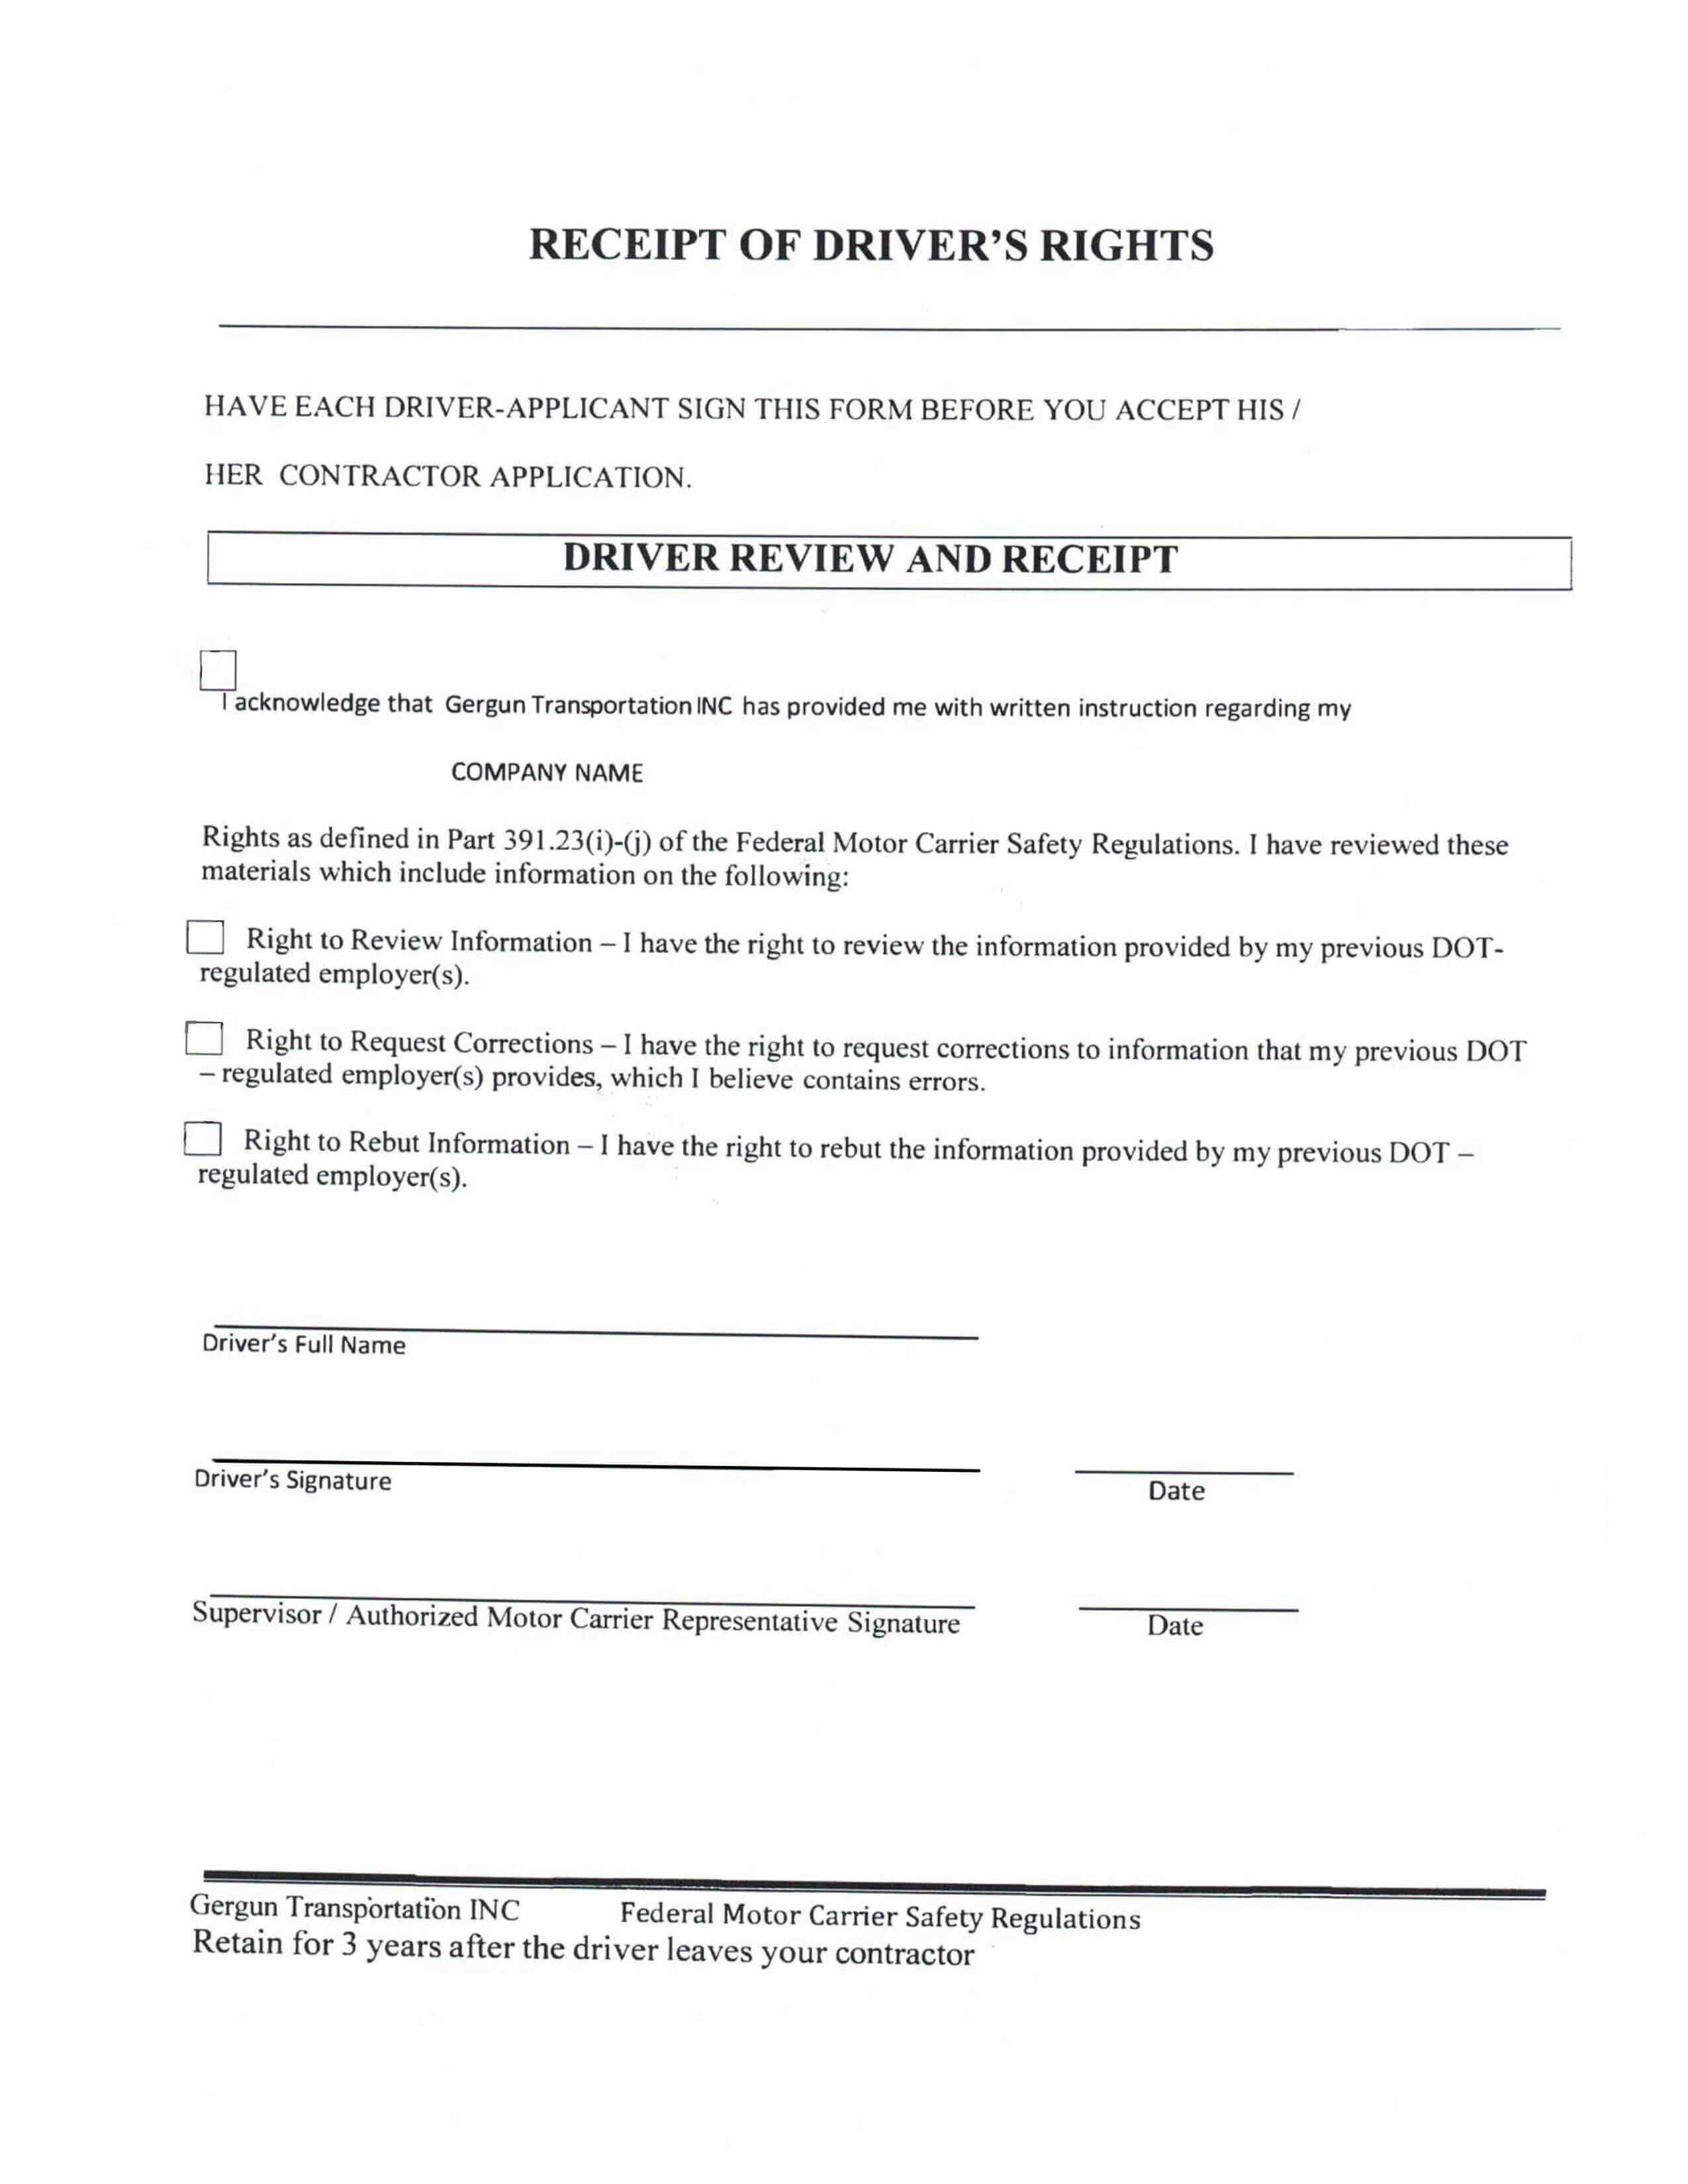 RECEIPT OF DRIVER'S RIGHTS
HAVE EACH DRIVER-APPLICANT SIGN THIS FORM BEFORE YOU ACCEPT HIS /
HER CONTRACTOR APPLICATION.
DRIVER REVIEW AND RECEIPT
I acknowledge that Gergun Transportation INC has provided me with written instruction regarding my
COMPANY NAME
Rights as defined in Part 391.23(i)-(j) of the Federal Motor Carrier Safety Regulations. I have reviewed these
materials which include information on the following:
Right to Review Information – I have the right to review the information provided by my previous DOT-
regulated employer(s).
Right to Request Corrections – I have the right to request corrections to information that my previous DOT
– regulated employer(s) provides, which I believe contains errors.
Right to Rebut Information – I have the right to rebut the information provided by my previous DOT –
regulated employer(s).
Driver's Full Name
Driver's Signature
Date
Supervisor / Authorized Motor Carrier Representative Signature
Date
Gergun Transportation INC Federal Motor Carrier Safety Regulations
Retain for 3 years after the driver leaves your contractor